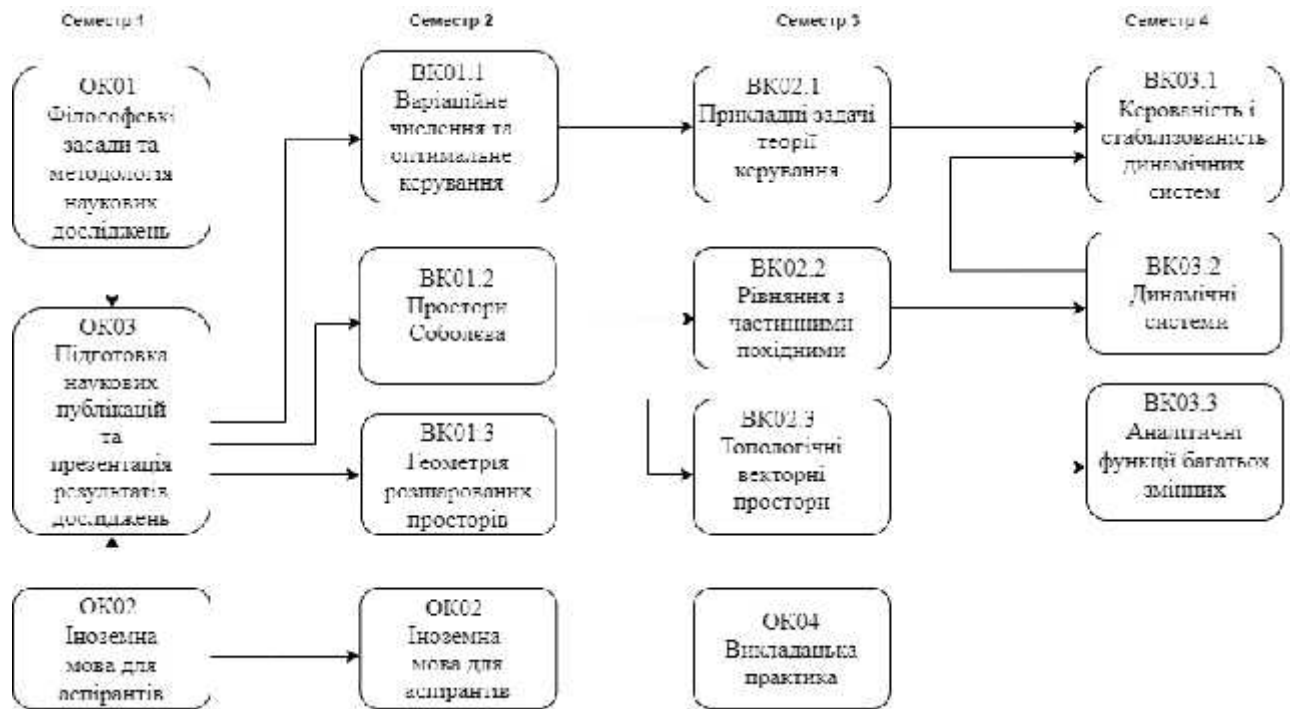 Семестр 1
Семестр 2
Семестр 3
Семестр 4
ОК01
Філософські
засади та
методологія
наукових
досліджень
ВК01.1
Варіаційне
числення та
оптимальне
керування
ВК02.1
Прикладні задачі
теорії
керування
ВК03.1
Керованість і
стабілізованість
динамічних
систем
ОК03
Підготовка
наукових
публікацій
та
презентація
результатів
досліджень
ВК01.2
Простори
Соболєва
ВК02.2
Рівняння з
частинними
похідними
ВК03.2
Динамічні
системи
ВК01.3
Геометрія
розшарованих
просторів
ВК02.3
Топологічні
векторні
простори
ВК03.3
Аналітичні
функції багатьох
змінних
ОК02
Іноземна
мова для
аспірантів
ОК02
Іноземна
мова для
аспірантів
ОК04
Викладацька
практика